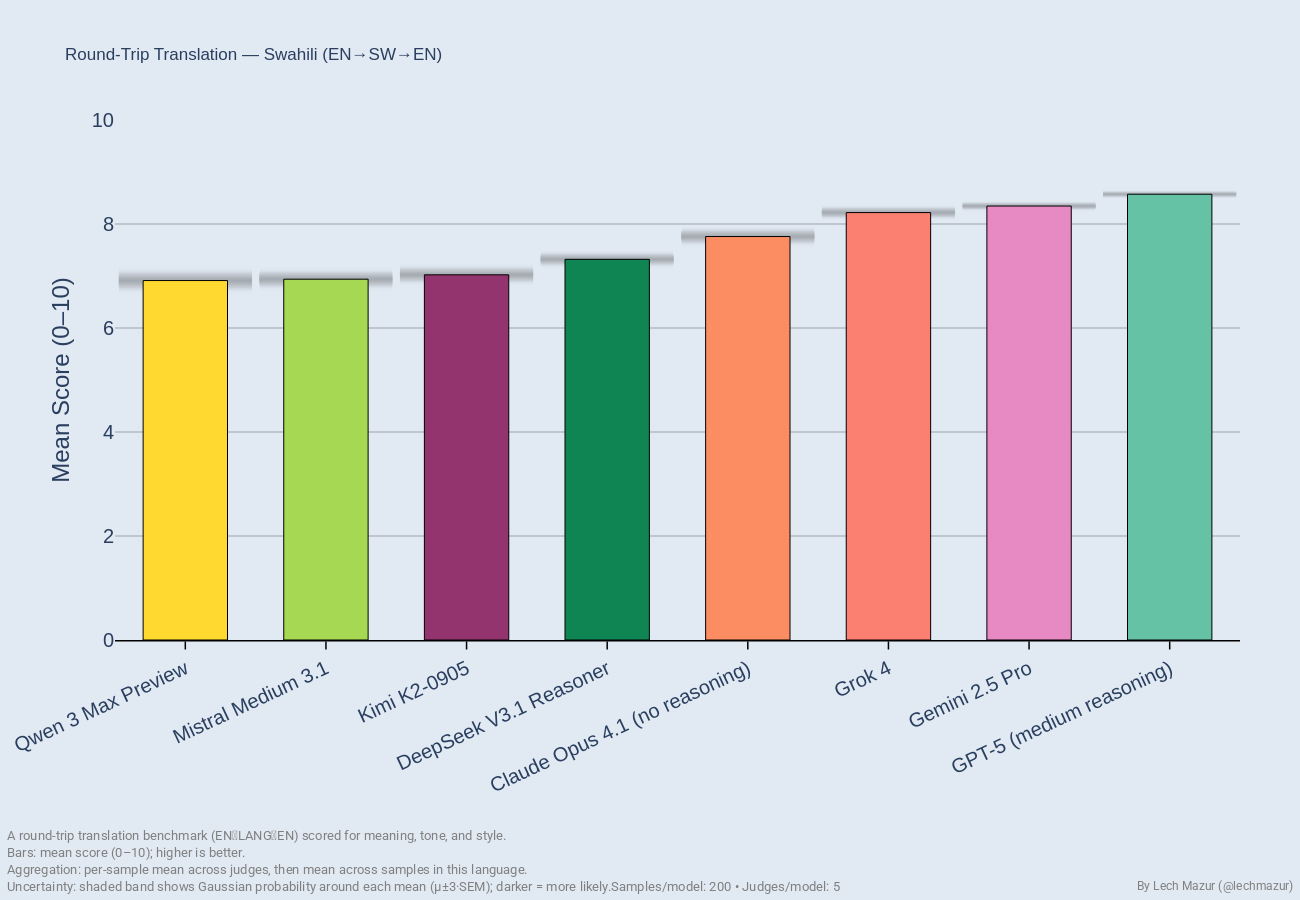 Round-Trip Translation — Swahili (EN→SW→EN)
10
8
6
4
2
0
Mean Score (0–10)
Qwen 3 Max Preview
Mistral Medium 3.1
Kimi K2-0905
DeepSeek V3.1 Reasoner
Claude Opus 4.1 (no reasoning)
Grok 4
Gemini 2.5 Pro
GPT-5 (medium reasoning)
A round-trip translation benchmark (EN▯LANG▯EN) scored for meaning, tone, and style.
Bars: mean score (0–10); higher is better.
Aggregation: per-sample mean across judges, then mean across samples in this language.
Uncertainty: shaded band shows Gaussian probability around each mean (μ±3·SEM); darker = more likely.Samples/model: 200 • Judges/model: 5
By Lech Mazur (@lechmazur)